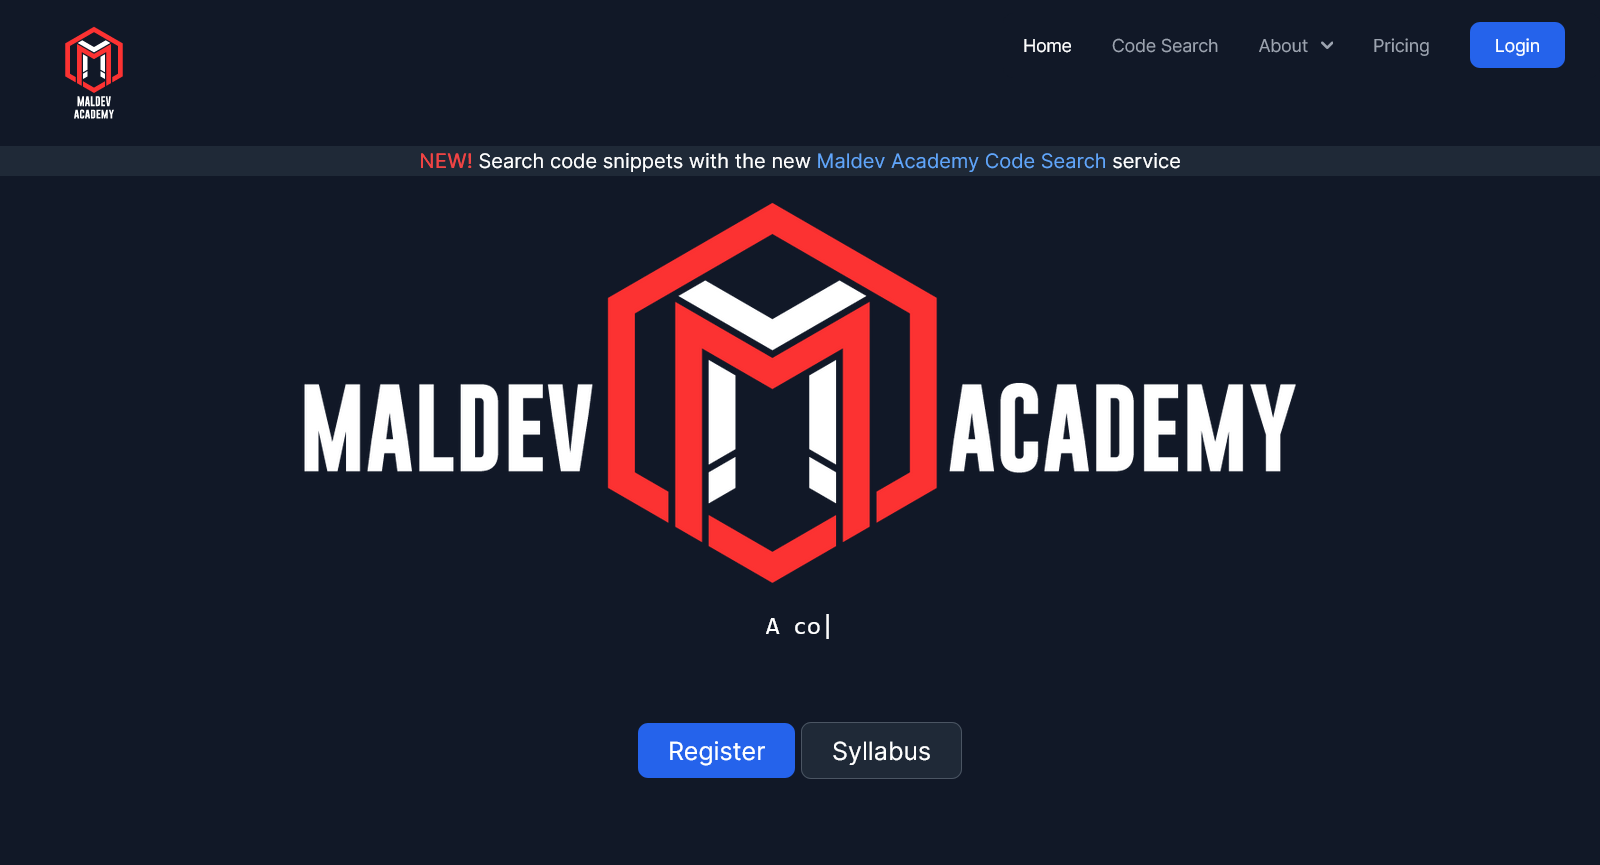 MALDEV
ACADEMY
Home Code Search About Pricing Login
NEW! Search code snippets with the new Maldev Academy Code Search service
MALDEV ACADEMY
A co
Register Syllabus